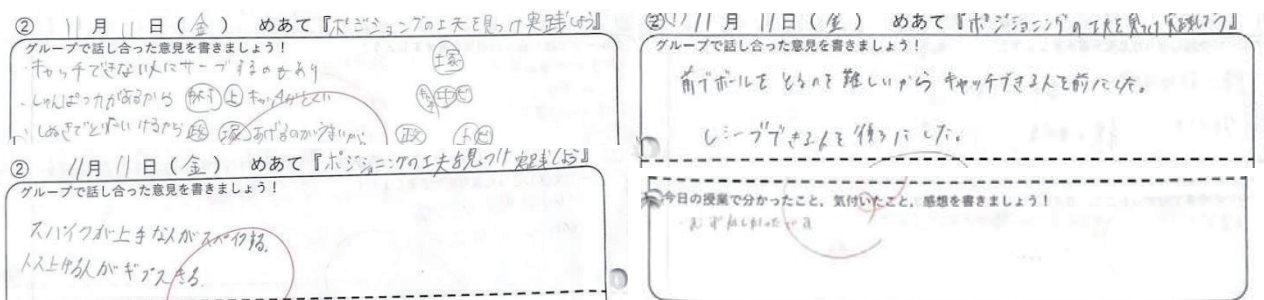 ② 11月11日(金) めあて『ポジショニングの工夫を見つけ実践しよう』
グループで話し合った意見を書きましょう!
・キャッチできない人にサーブするのもあり
・しゅんぱつ力があるから 上 キャッチがとくい
政 あげるのがうまいから 政
② 11月11日(金) めあて『ポジショニングの工夫を見つけ実践しよう』
グループで話し合った意見を書きましょう!
前でボールをとるのを難しいから キャッチできる人を前にした。
レシーブできる人を後ろにした。
② 11月11日(金) めあて『ポジショニングの工夫を見つけ実践しよう』
グループで話し合った意見を書きましょう!
スパイクが上手な人がスパイクする。
今日の授業で分かったこと,気付いたこと,感想を書きましょう!